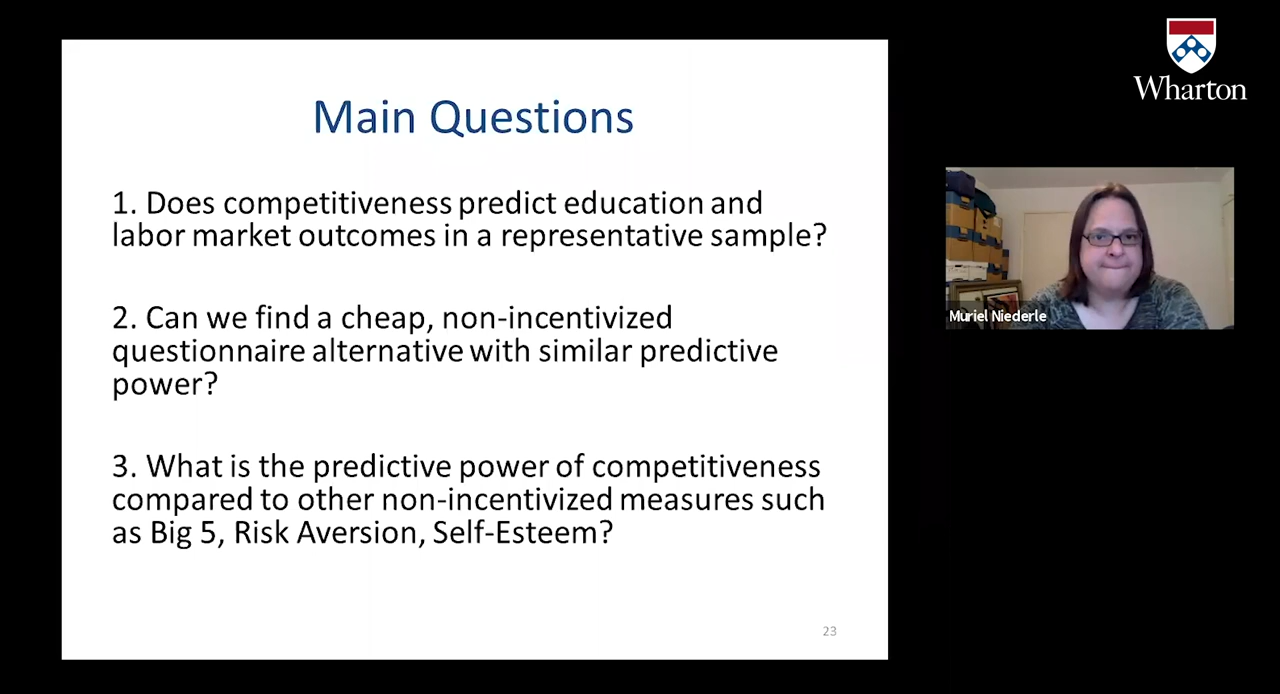 Main Questions
1. Does competitiveness predict education and
labor market outcomes in a representative sample?
2. Can we find a cheap, non-incentivized
questionnaire alternative with similar predictive
power?
3. What is the predictive power of competitiveness
compared to other non-incentivized measures such
as Big 5, Risk Aversion, Self-Esteem?
23
Wharton
Muriel Niederle